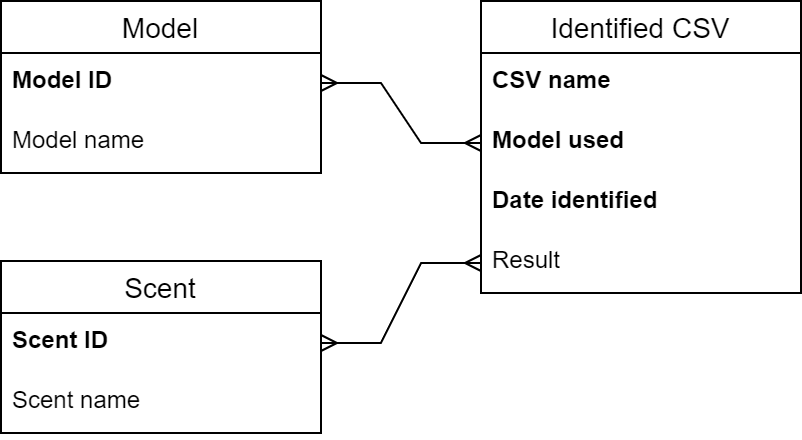 Model
Model ID
Model name
Identified CSV
CSV name
Model used
Date identified
Result
Scent
Scent ID
Scent name